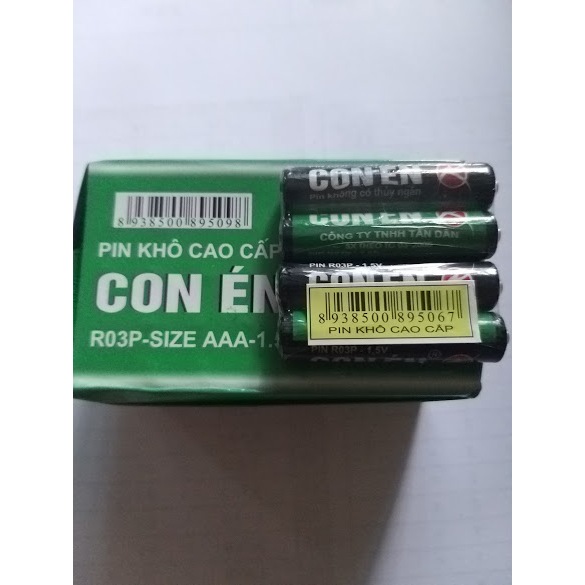 8 938500 895098
PIN KHÔ CAO CẤP
CON ÉN
R03P-SIZE AAA-1.5
CON ÉN
Pin không có thủy ngân
CON ÉN
CÔNG TY TNHH TÂN DÂN
PIN R03P - 1,5V
CON ÉN
8 938500 895067
PIN KHÔ CAO CẤP
PIN R03P - 1,5V
CON ÉN®